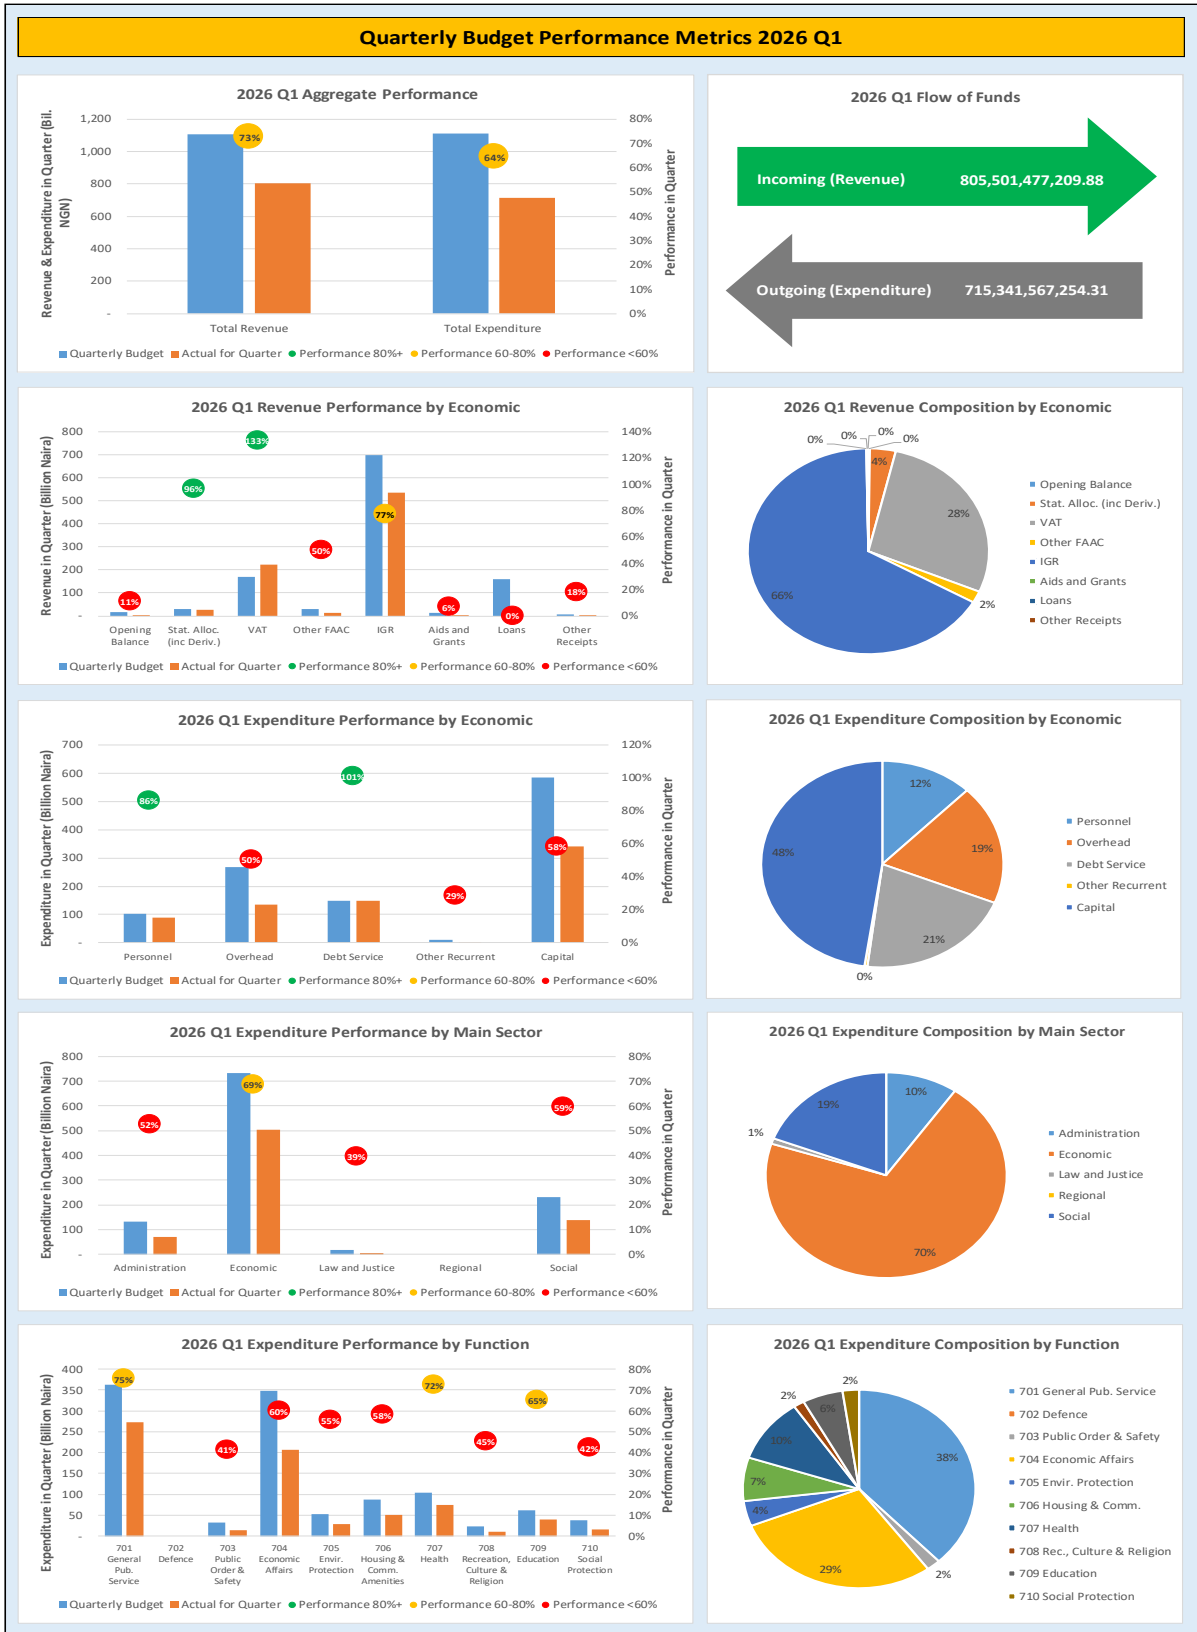 Quarterly Budget Performance Metrics 2026 Q1
2026 Q1 Aggregate Performance
Revenue & Expenditure in Quarter (Bil. NGN)
1,200
1,000
800
600
400
200
-
80%
70%
60%
50%
40%
30%
20%
10%
0%
Performance in Quarter
73%
64%
Total Revenue
Total Expenditure
Quarterly Budget
Actual for Quarter
Performance 80%+
Performance 60-80%
Performance <60%
2026 Q1 Flow of Funds
Incoming (Revenue) 805,501,477,209.88
Outgoing (Expenditure) 715,341,567,254.31
2026 Q1 Revenue Performance by Economic
Revenue in Quarter (Billion Naira)
800
700
600
500
400
300
200
100
-
140%
120%
100%
80%
60%
40%
20%
0%
Performance in Quarter
11%
96%
133%
50%
77%
6%
0%
18%
Opening Balance
Stat. Alloc. (inc Deriv.)
VAT
Other FAAC
IGR
Aids and Grants
Loans
Other Receipts
Quarterly Budget
Actual for Quarter
Performance 80%+
Performance 60-80%
Performance <60%
2026 Q1 Revenue Composition by Economic
0%
0%
0%
0%
4%
28%
2%
66%
Opening Balance
Stat. Alloc. (inc Deriv.)
VAT
Other FAAC
IGR
Aids and Grants
Loans
Other Receipts
2026 Q1 Expenditure Performance by Economic
Expenditure in Quarter (Billion Naira)
700
600
500
400
300
200
100
-
120%
100%
80%
60%
40%
20%
0%
Performance in Quarter
86%
50%
101%
29%
58%
Personnel
Overhead
Debt Service
Other Recurrent
Capital
Quarterly Budget
Actual for Quarter
Performance 80%+
Performance 60-80%
Performance <60%
2026 Q1 Expenditure Composition by Economic
12%
19%
21%
0%
48%
Personnel
Overhead
Debt Service
Other Recurrent
Capital
2026 Q1 Expenditure Performance by Main Sector
Expenditure in Quarter (Billion Naira)
800
700
600
500
400
300
200
100
-
80%
70%
60%
50%
40%
30%
20%
10%
0%
Performance in Quarter
52%
69%
39%
59%
Administration
Economic
Law and Justice
Regional
Social
Quarterly Budget
Actual for Quarter
Performance 80%+
Performance 60-80%
Performance <60%
2026 Q1 Expenditure Composition by Main Sector
10%
70%
1%
19%
Administration
Economic
Law and Justice
Regional
Social
2026 Q1 Expenditure Performance by Function
Expenditure in Quarter (Billion Naira)
400
350
300
250
200
150
100
50
-
80%
70%
60%
50%
40%
30%
20%
10%
0%
Performance in Quarter
75%
41%
60%
55%
58%
72%
45%
65%
42%
701 General Pub. Service
702 Defence
703 Public Order & Safety
704 Economic Affairs
705 Envir. Protection
706 Housing & Comm. Amenities
707 Health
708 Recreation, Culture & Religion
709 Education
710 Social Protection
Quarterly Budget
Actual for Quarter
Performance 80%+
Performance 60-80%
Performance <60%
2026 Q1 Expenditure Composition by Function
38%
2%
29%
4%
7%
10%
2%
6%
2%
701 General Pub. Service
702 Defence
703 Public Order & Safety
704 Economic Affairs
705 Envir. Protection
706 Housing & Comm.
707 Health
708 Rec., Culture & Religion
709 Education
710 Social Protection